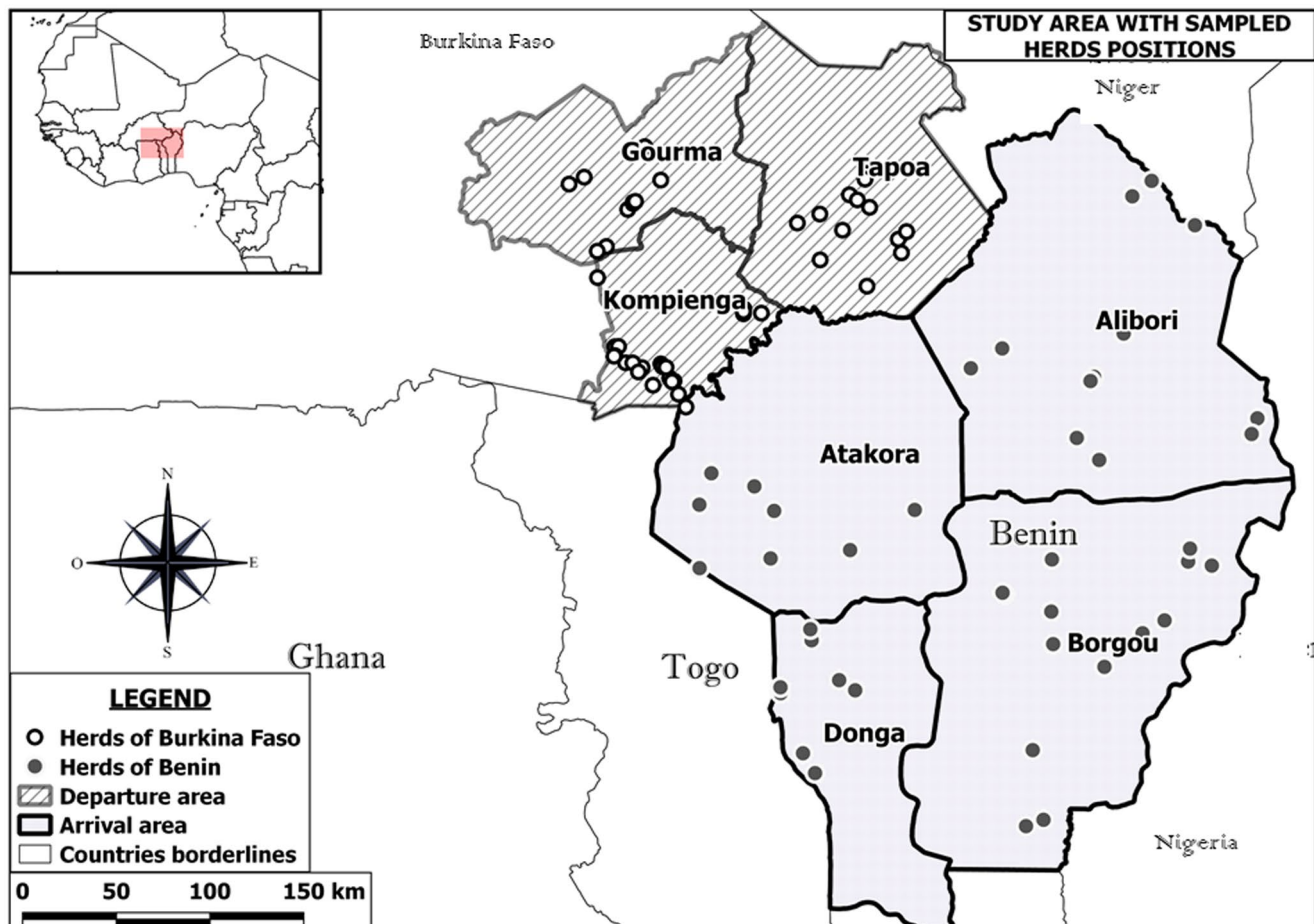 STUDY AREA WITH SAMPLED
HERDS POSITIONS
Burkina Faso
Niger
Gourma
Tapoa
Kompienga
Alibori
Atakora
Benin
N
O
E
S
Ghana
Togo
Borgou
Donga
Nigeria
LEGEND
Herds of Burkina Faso
Herds of Benin
Departure area
Arrival area
Countries borderlines
0 50 100 150 km